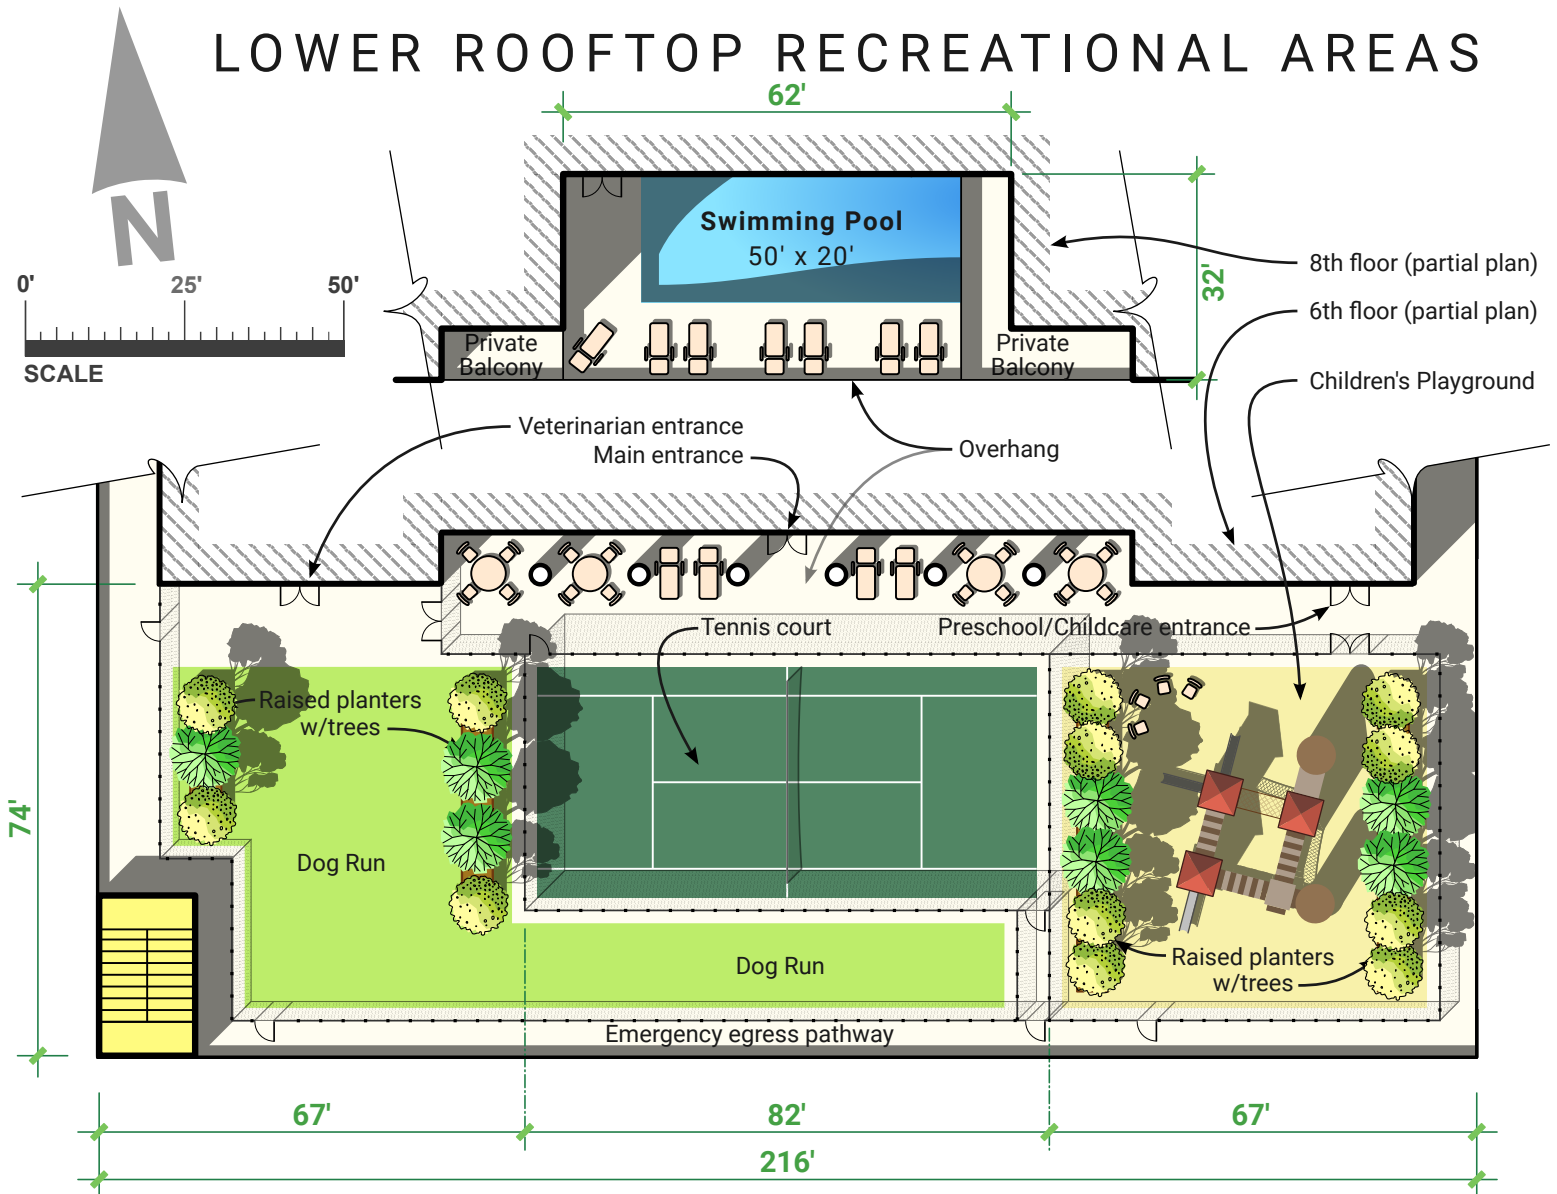 LOWER ROOFTOP RECREATIONAL AREAS
62'
N
0' 25' 50'
SCALE
Swimming Pool
50' x 20'
32'
8th floor (partial plan)
6th floor (partial plan)
Children's Playground
Private
Balcony
Private
Balcony
Veterinarian entrance
Main entrance
Overhang
Tennis court
Preschool/Childcare entrance
Raised planters
w/trees
74'
Dog Run
Dog Run
Raised planters
w/trees
Emergency egress pathway
67'
82'
67'
216'